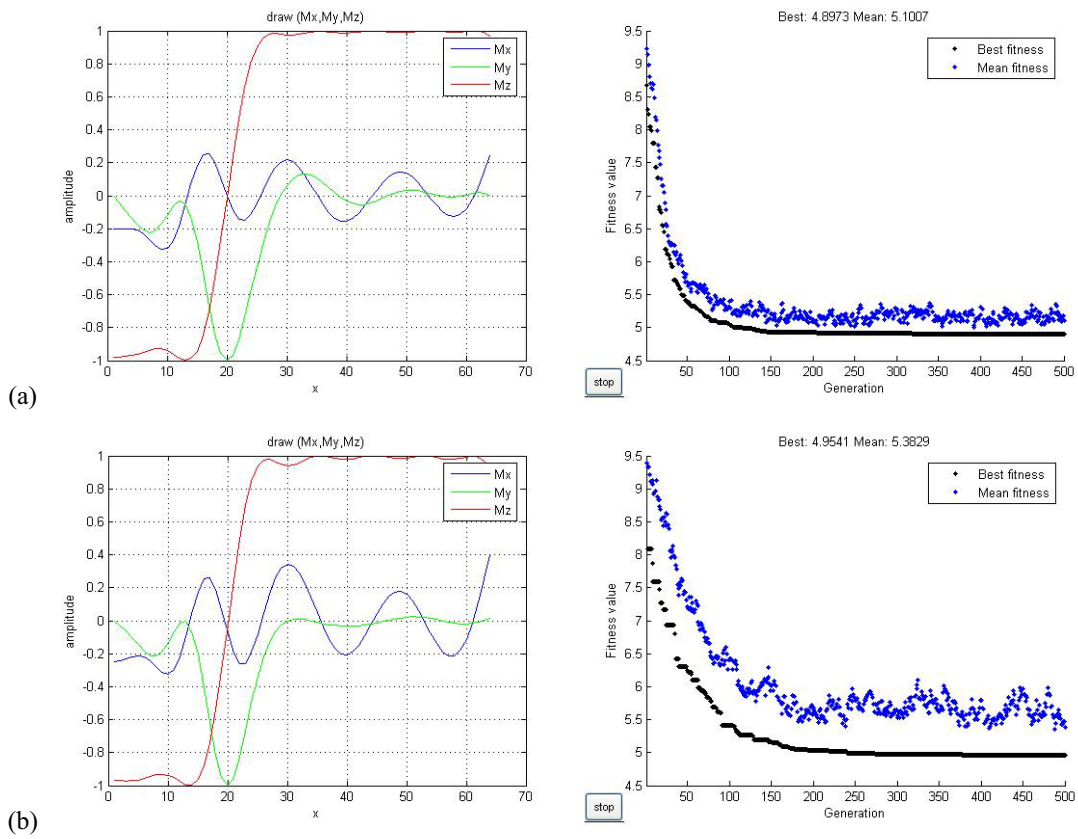 draw (Mx,My,Mz)
1
0.8
0.6
0.4
0.2
0
-0.2
-0.4
-0.6
-0.8
-1
amplitude
Mx
My
Mz
0 10 20 30 40 50 60 70
x
Best: 4.8973 Mean: 5.1007
9.5
9
8.5
8
7.5
7
6.5
6
5.5
5
4.5
Fitness value
Best fitness
Mean fitness
50 100 150 200 250 300 350 400 450 500
Generation
stop
(a)
draw (Mx,My,Mz)
1
0.8
0.6
0.4
0.2
0
-0.2
-0.4
-0.6
-0.8
-1
amplitude
Mx
My
Mz
0 10 20 30 40 50 60 70
x
Best: 4.9541 Mean: 5.3829
9.5
9
8.5
8
7.5
7
6.5
6
5.5
5
4.5
Fitness value
Best fitness
Mean fitness
50 100 150 200 250 300 350 400 450 500
Generation
stop
(b)